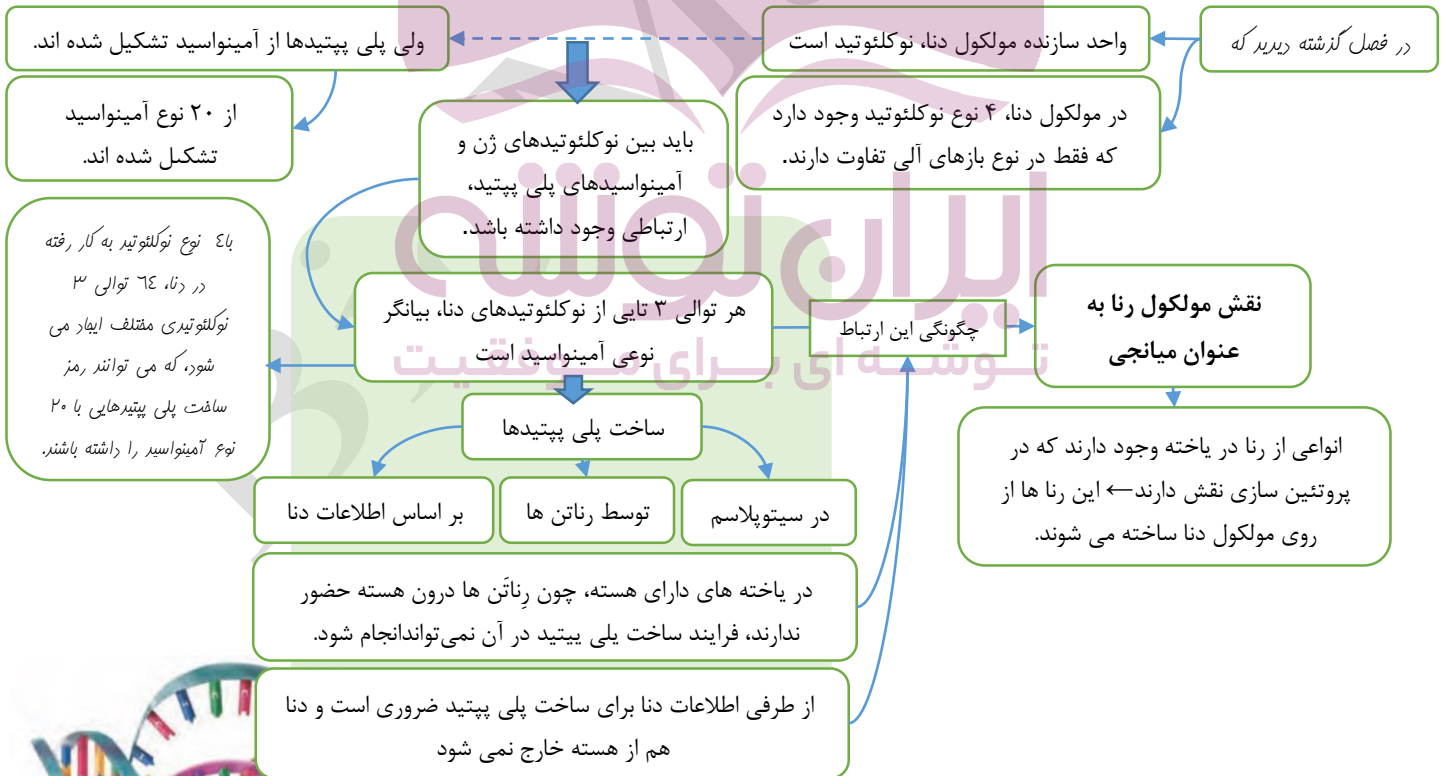 در فصل گذشته دیدید که
واحد سازنده مولکول دنا، نوکلئوتید است
ولی پلی پپتیدها از آمینواسید تشکیل شده اند.
در مولکول دنا، ۴ نوع نوکلئوتید وجود دارد
که فقط در نوع بازهای آلی تفاوت دارند.
از ۲۰ نوع آمینواسید
تشکیل شده اند.
باید بین نوکلئوتیدهای ژن و
آمینواسیدهای پلی پپتید،
ارتباطی وجود داشته باشد.
هر توالی ۳ تایی از نوکلئوتیدهای دنا، بیانگر
نوعی آمینواسید است
با٤ نوع نوکلئوتید به کار رفته
در دنا، ٦٤ توالی ۳
نوکلئوتیدی مختلف ایجاد می
شود، که می توانند رمز
ساخت پلی پپتیدهایی با ۲۰
نوع آمینواسید را داشته باشند.
چگونگی این ارتباط
نقش مولکول رنا به
عنوان میانجی
انواعی از رنا در یاخته وجود دارند که در
پروتئین سازی نقش دارند← این رنا ها از
روی مولکول دنا ساخته می شوند.
ساخت پلی پپتیدها
در سیتوپلاسم
توسط رناتن ها
بر اساس اطلاعات دنا
در یاخته های دارای هسته، چون رِناتَن ها درون هسته حضور
ندارند، فرایند ساخت پلی پپتید در آن نمی‌تواندانجام شود.
از طرفی اطلاعات دنا برای ساخت پلی پپتید ضروری است و دنا
هم از هسته خارج نمی شود
ایران توشه
توشه ای برای موفقیت